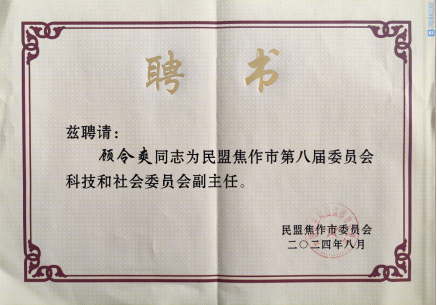 聘书
兹聘请：
顾令爽同志为民盟焦作市第八届委员会
科技和社会委员会副主任。
民盟焦作市委员会
二〇二四年八月